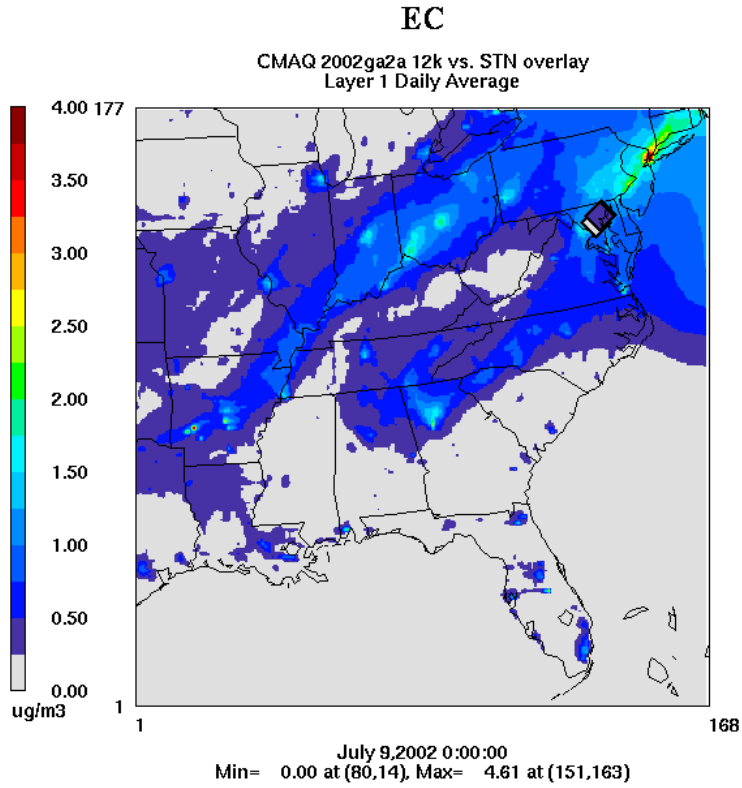 EC
CMAQ 2002ga2a 12k vs. STN overlay
Layer 1 Daily Average
4.00
3.50
3.00
2.50
2.00
1.50
1.00
0.50
0.00
ug/m3
177
1
1
168
July 9,2002 0:00:00
Min= 0.00 at (80,14), Max= 4.61 at (151,163)